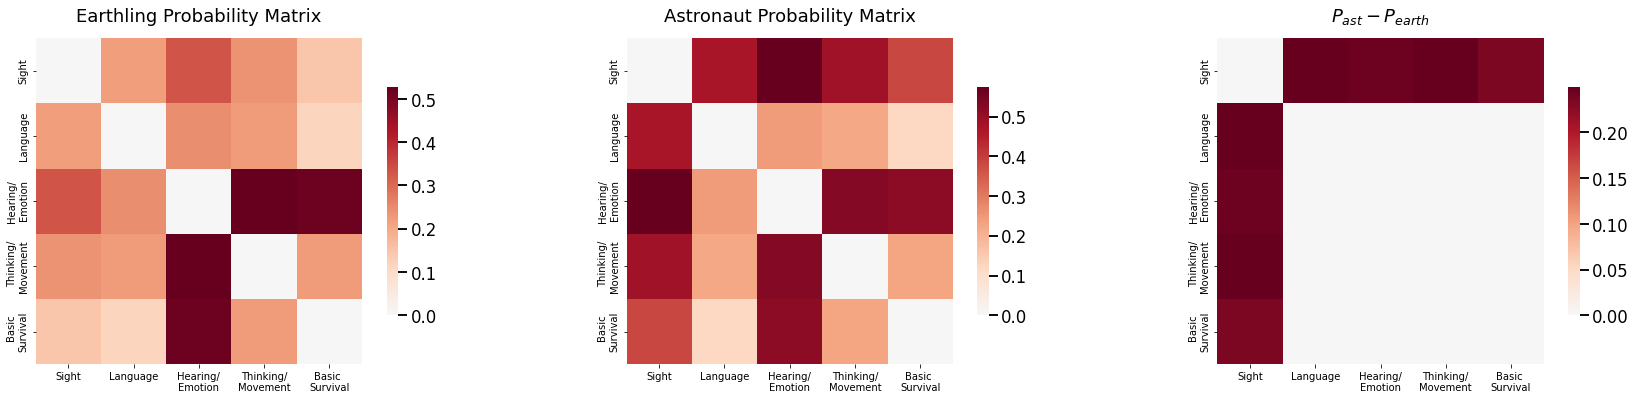 Earthling Probability Matrix
Sight
Language
Hearing/
Emotion
Thinking/
Movement
Basic
Survival
Sight
Language
Hearing/
Emotion
Thinking/
Movement
Basic
Survival
0.5
0.4
0.3
0.2
0.1
0.0
Astronaut Probability Matrix
Sight
Language
Hearing/
Emotion
Thinking/
Movement
Basic
Survival
Sight
Language
Hearing/
Emotion
Thinking/
Movement
Basic
Survival
0.5
0.4
0.3
0.2
0.1
0.0
P_{ast} − P_{earth}
Sight
Language
Hearing/
Emotion
Thinking/
Movement
Basic
Survival
Sight
Language
Hearing/
Emotion
Thinking/
Movement
Basic
Survival
0.20
0.15
0.10
0.05
0.00